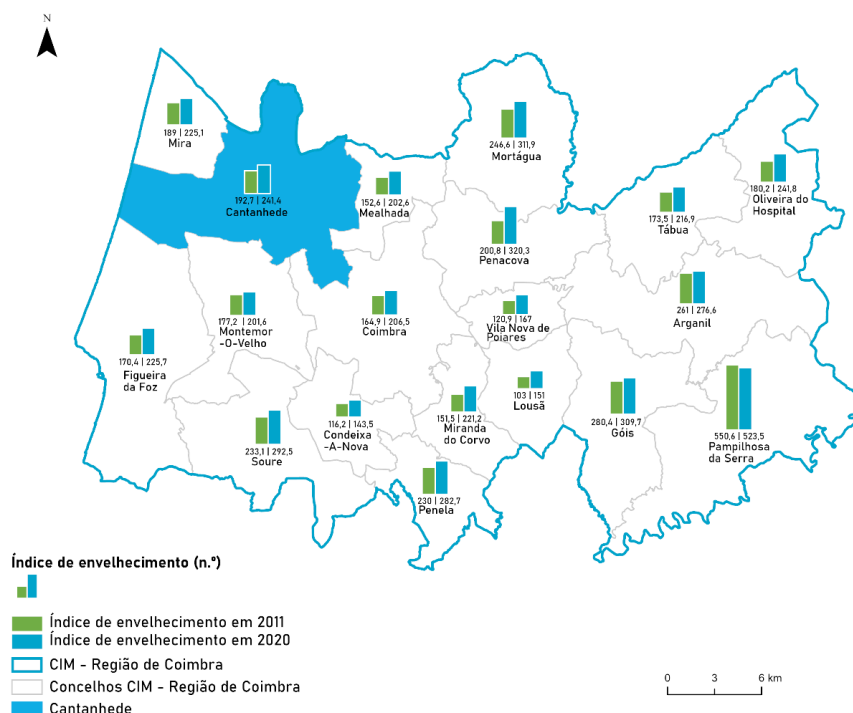 N
189 | 225,1
Mira
192,7 | 241,4
Cantanhede
152,6 | 202,6
Mealhada
246,6 | 311,9
Mortágua
180,2 | 241,8
Oliveira do
Hospital
173,5 | 216,9
Tábua
200,8 | 320,3
Penacova
261 | 276,6
Arganil
177,2 | 201,6
Montemor
-O-Velho
164,9 | 206,5
Coimbra
120,9 | 167
Vila Nova de
Poiares
170,4 | 225,7
Figueira
da Foz
233,1 | 292,5
Soure
116,2 | 143,5
Condeixa
-A-Nova
151,5 | 221,2
Miranda
do Corvo
103 | 151
Lousã
280,4 | 309,7
Góis
550,6 | 523,5
Pampilhosa
da Serra
230 | 282,7
Penela
Índice de envelhecimento (n.º)
Índice de envelhecimento em 2011
Índice de envelhecimento em 2020
CIM - Região de Coimbra
Concelhos CIM - Região de Coimbra
Cantanhede
0 3 6 km